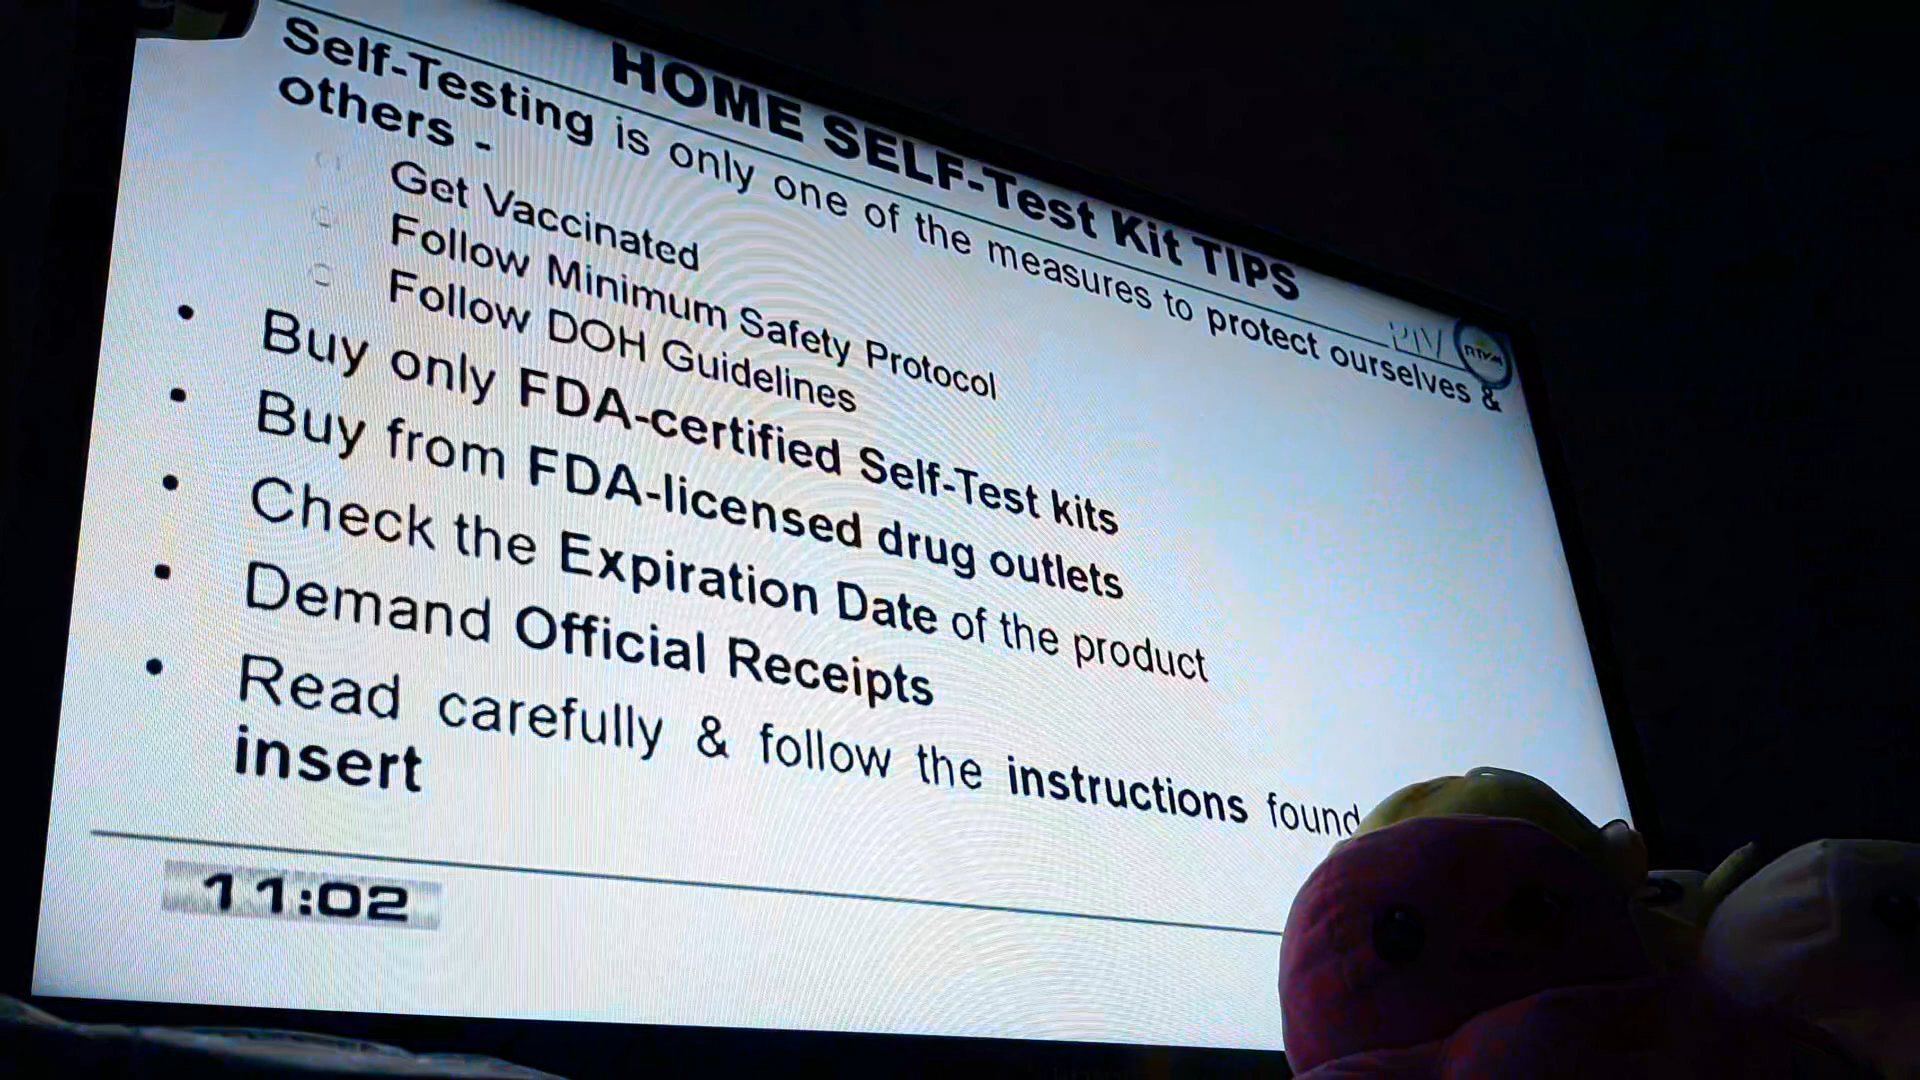 HOME SELF-Test Kit TIPS
Self-Testing is only one of the measures to protect ourselves &
others -
Get Vaccinated
Follow Minimum Safety Protocol
Follow DOH Guidelines
• Buy only FDA-certified Self-Test kits
• Buy from FDA-licensed drug outlets
• Check the Expiration Date of the product
• Demand Official Receipts
• Read carefully & follow the instructions found
insert
11:02